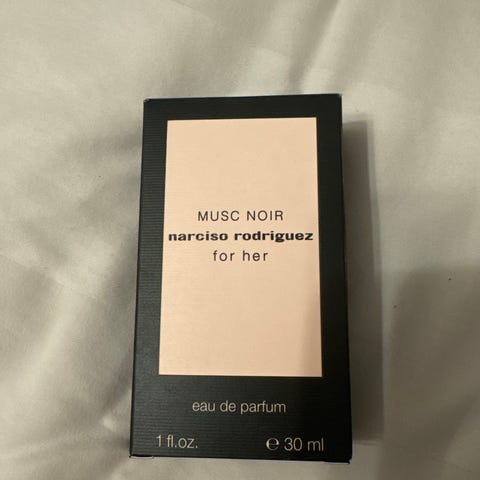 MUSC NOIR
narciso rodriguez
for her
eau de parfum
1 fl.oz. ℮ 30 ml